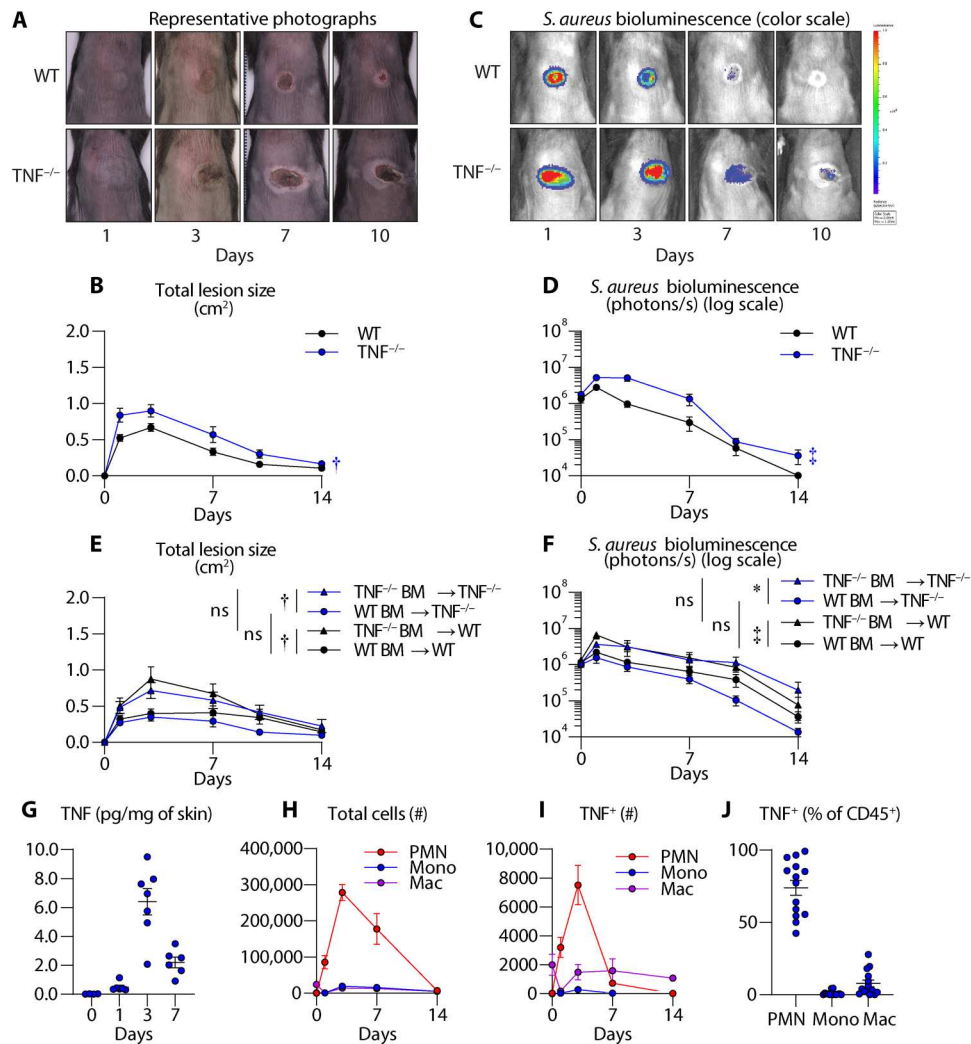 A
Representative photographs
WT
TNF−/−
1 3 7 10
Days
C
S. aureus bioluminescence (color scale)
WT
TNF−/−
1 3 7 10
Days
B
Total lesion size
(cm²)
2.0
1.5
1.0
0.5
0.0
0 7 14
Days
WT
TNF−/−
†
D
S. aureus bioluminescence
(photons/s) (log scale)
10⁸
10⁷
10⁶
10⁵
10⁴
0 7 14
Days
WT
TNF−/−
‡
E
Total lesion size
(cm²)
TNF−/− BM → TNF−/−
WT BM → TNF−/−
TNF−/− BM → WT
WT BM → WT
ns
ns
†
†
2.0
1.5
1.0
0.5
0.0
0 7 14
Days
F
S. aureus bioluminescence
(photons/s) (log scale)
TNF−/− BM → TNF−/−
WT BM → TNF−/−
TNF−/− BM → WT
WT BM → WT
ns
ns
*
‡
10⁸
10⁷
10⁶
10⁵
10⁴
0 7 14
Days
G
TNF (pg/mg of skin)
10.0
8.0
6.0
4.0
2.0
0.0
0 1 3 7
Days
H
Total cells (#)
400,000
300,000
200,000
100,000
0
0 7 14
Days
PMN
Mono
Mac
I
TNF⁺ (#)
10,000
8000
6000
4000
2000
0
0 7 14
Days
PMN
Mono
Mac
J
TNF⁺ (% of CD45⁺)
100
50
0
PMN Mono Mac